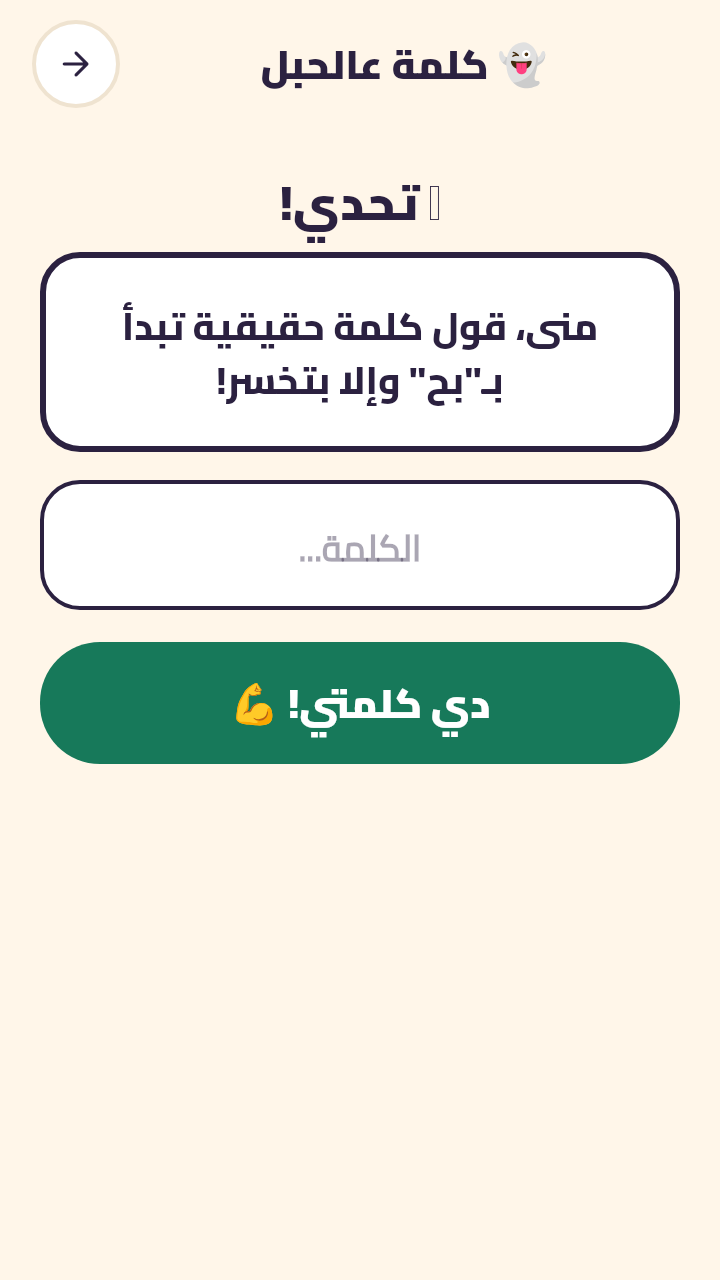 👻 كلمة عالحبل
تحدي!
منى، قول كلمة حقيقية تبدأ
بـ"بح" وإلا بتخسر!
الكلمة...
دي كلمتي! 💪